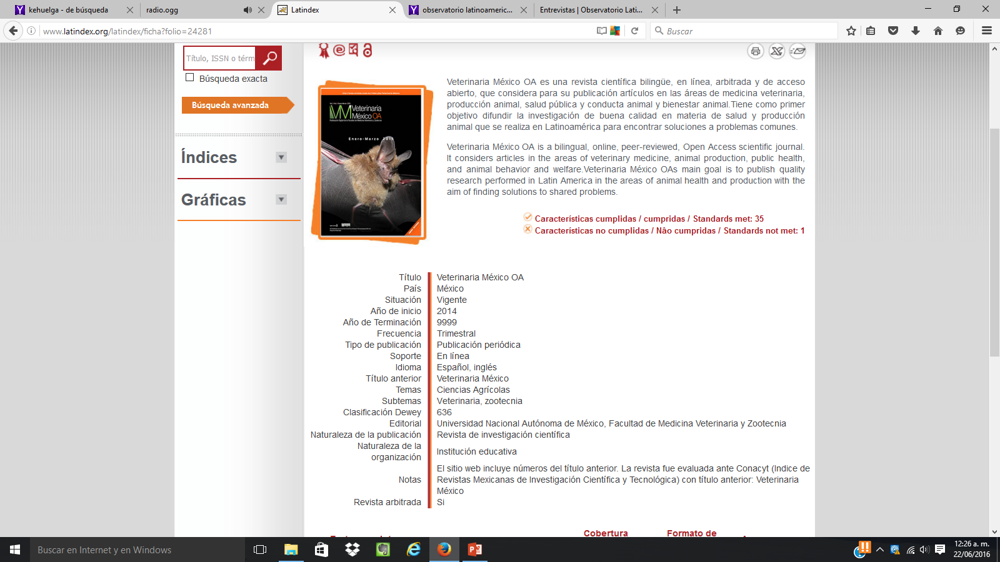 kehuelga - de búsqueda
radio.ogg
Latindex
observatorio latinoameric...
Entrevistas | Observatorio Lati...
www.latindex.org/latindex/ficha?folio=24281
Buscar
Título, ISSN o térm
Búsqueda exacta
Búsqueda avanzada
Índices
Gráficas
Veterinaria
México OA
Enero-Marzo 2015
Veterinaria México OA es una revista científica bilingüe, en línea, arbitrada y de acceso
abierto, que considera para su publicación artículos en las áreas de medicina veterinaria,
producción animal, salud pública y conducta animal y bienestar animal.Tiene como primer
objetivo difundir la investigación de buena calidad en materia de salud y producción
animal que se realiza en Latinoamérica para encontrar soluciones a problemas comunes.
Veterinaria México OA is a bilingual, online, peer-reviewed, Open Access scientific journal.
It considers articles in the areas of veterinary medicine, animal production, public health,
and animal behavior and welfare.Veterinaria México OAs main goal is to publish quality
research performed in Latin America in the areas of animal health and production with the
aim of finding solutions to shared problems.
Características cumplidas / cumpridas / Standards met: 35
Características no cumplidas / Nâo cumpridas / Standards not met: 1
Título Veterinaria México OA
País México
Situación Vigente
Año de inicio 2014
Año de Terminación 9999
Frecuencia Trimestral
Tipo de publicación Publicación periódica
Soporte En línea
Idioma Español, inglés
Título anterior Veterinaria México
Temas Ciencias Agrícolas
Subtemas Veterinaria, zootecnia
Clasificación Dewey 636
Editorial Universidad Nacional Autónoma de México, Facultad de Medicina Veterinaria y Zootecnia
Naturaleza de la publicación Revista de investigación científica
Naturaleza de la
organización Institución educativa
Notas El sitio web incluye números del título anterior. La revista fue evaluada ante Conacyt (Indice de
Revistas Mexicanas de Investigación Científica y Tecnológica) con título anterior: Veterinaria
México
Revista arbitrada Si
Cobertura
Formato de
Buscar en Internet y en Windows
12:26 a. m.
22/06/2016